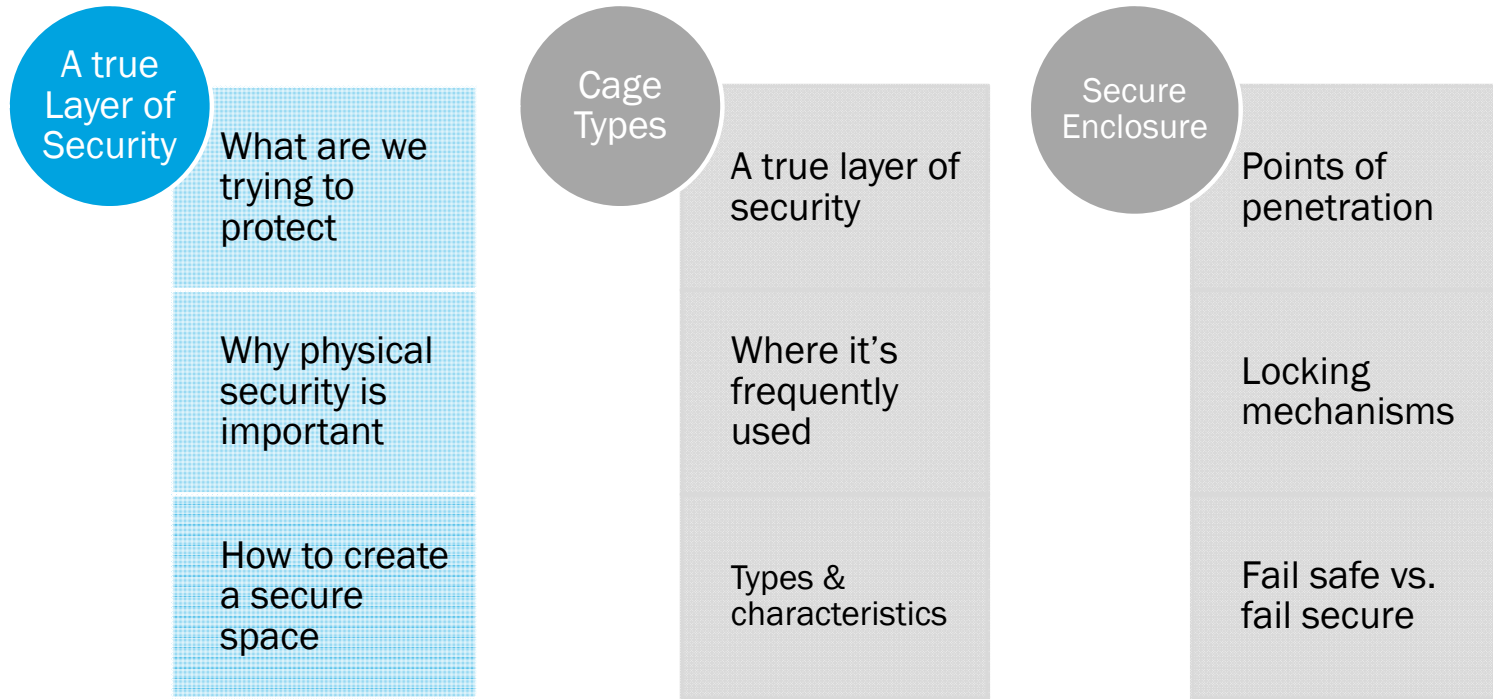 A true
Layer of
Security
What are we
trying to
protect
Why physical
security is
important
How to create
a secure
space
Cage
Types
A true layer of
security
Where it’s
frequently
used
Types &
characteristics
Secure
Enclosure
Points of
penetration
Locking
mechanisms
Fail safe vs.
fail secure